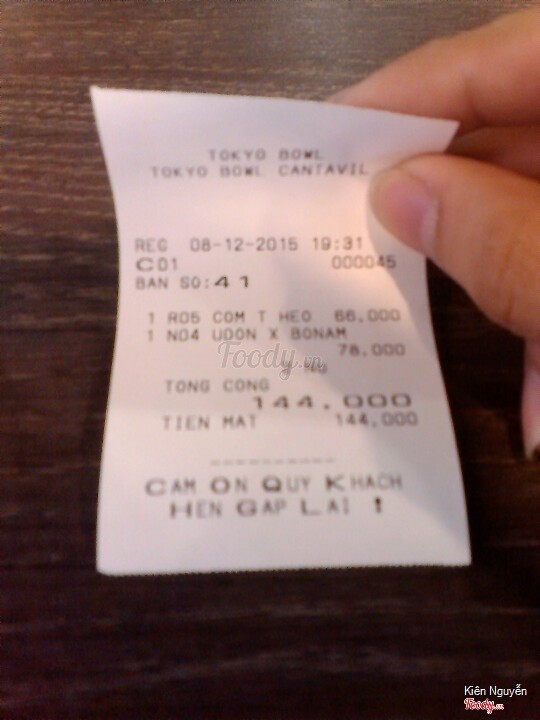 TOKYO BOWL
TOKYO BOWL CANTAVIL
REG 08-12-2015 19:31
C01 000045
BAN SO:41
1 R05 COM T HEO 66,000
1 N04 UDON X BONAM
78,000
Foody.vn
TONG CONG
144.000
TIEN MAT 144,000
CAM ON QUY KHACH
HEN GAP LAI !
Kiên Nguyễn
Foody.vn